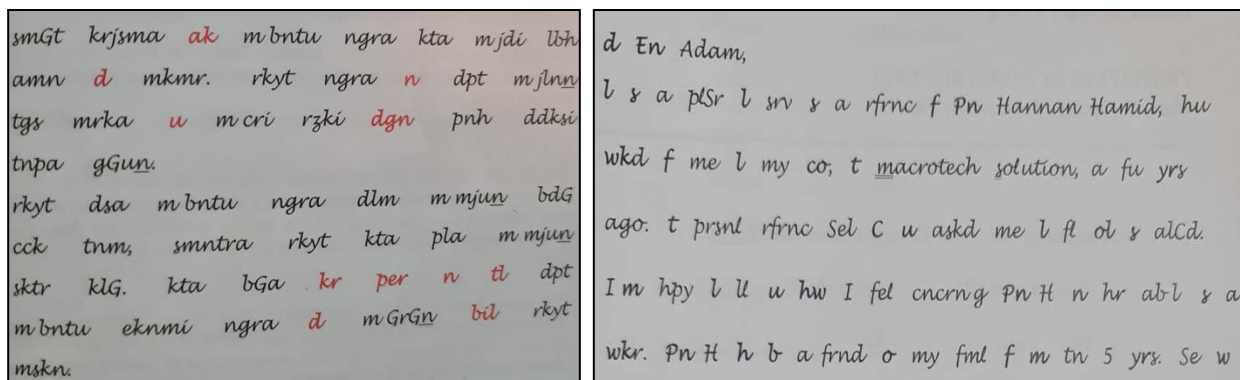 smGt krjsma ak m bntu ngra kta m jdi lbh
amn d mkmr. rkyt ngra n dpt m jlnn
tgs mrka u m cri rzki dgn pnh ddksi
tnpa gGun.
rkyt dsa m bntu ngra dlm m mjun bdG
cck tnm, smntra rkyt kta pla m mjun
sktr klG. kta bGa kr per n tl dpt
m bntu eknmi ngra d m GrGn bil rkyt
mskn.
d En Adam,
l s a plSr l srv s a rfrnc f Pn Hannan Hamid, hu
wkd f me l my co, t macrotech solution, a fu yrs
ago. t prsnl rfrnc Sel C u askd me l fl ol s alCd.
I m hpy l ll u hw I fel cncrng Pn H n hr ab-l s a
wkr. Pn H h b a frnd o my fml f m tn 5 yrs. Se w